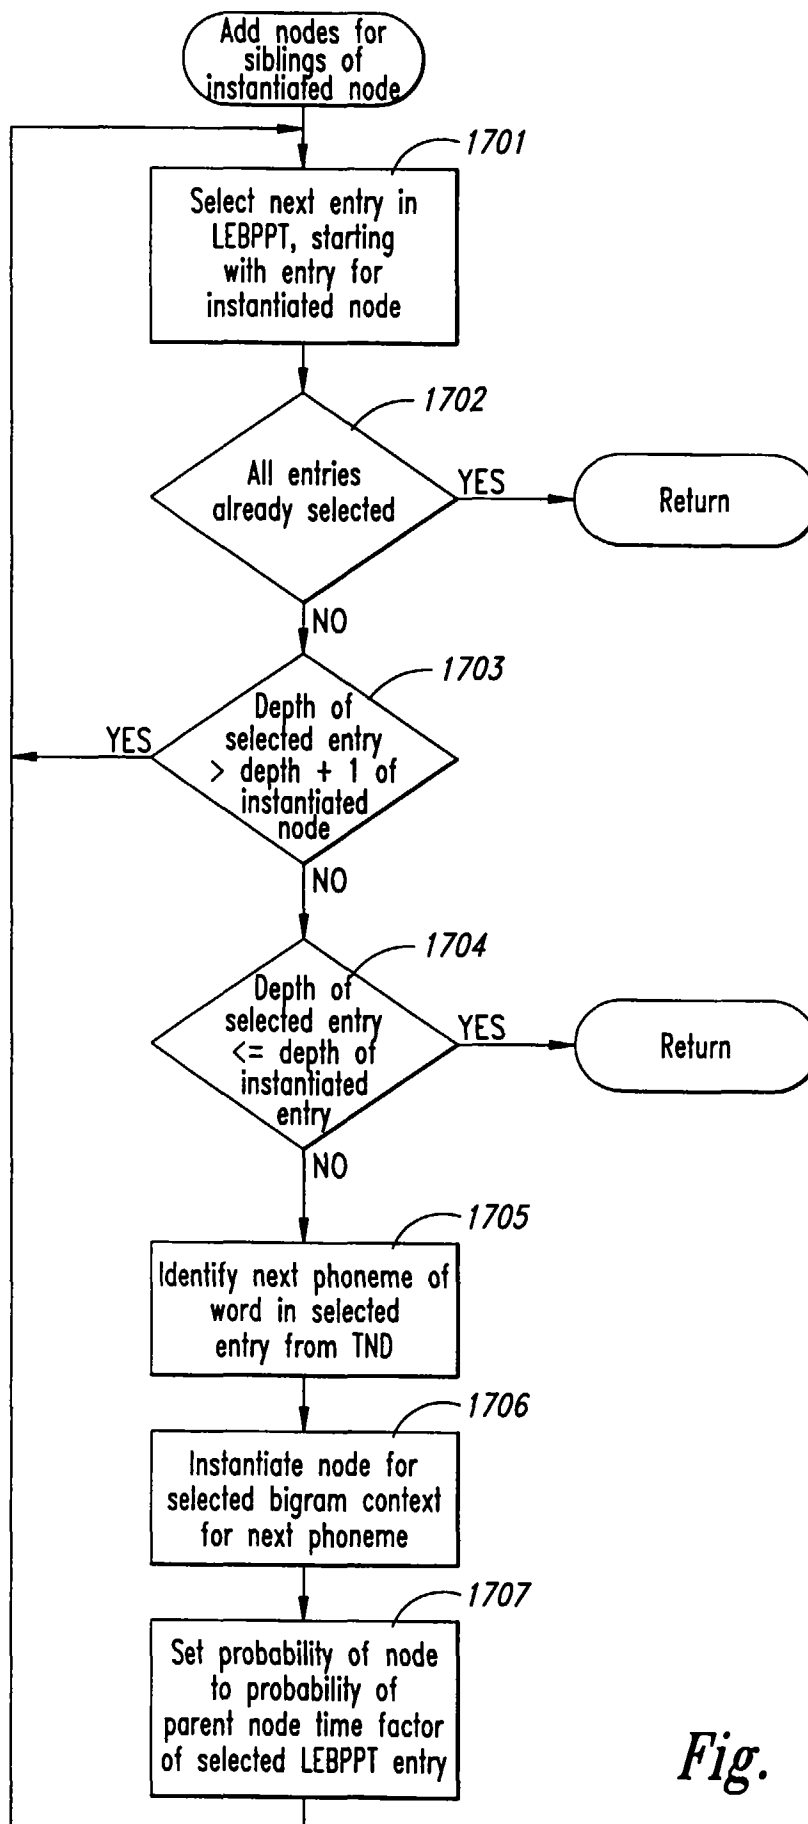 Add nodes for
siblings of
instantiated node
1701
Select next entry in
LEBPPT, starting
with entry for
instantiated node
1702
All entries
already selected
YES
Return
NO
1703
Depth of
selected entry
> depth + 1 of
instantiated
node
YES
NO
1704
Depth of
selected entry
<= depth of
instantiated
entry
YES
Return
NO
1705
Identify next phoneme of
word in selected
entry from TND
1706
Instantiate node for
selected bigram context
for next phoneme
1707
Set probability of node
to probability of
parent node time factor
of selected LEBPPT entry
Fig.